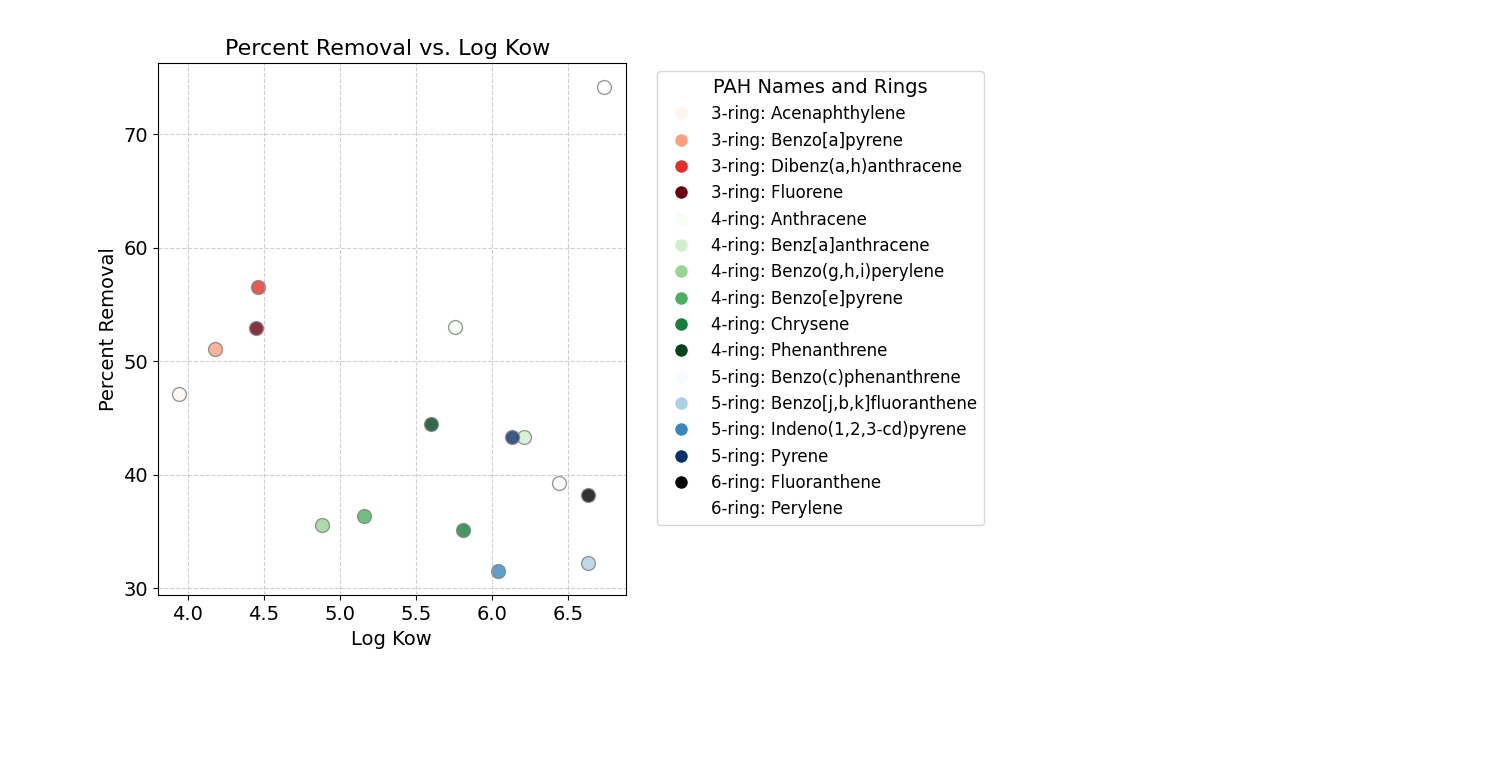 Percent Removal vs. Log Kow
Percent Removal
70
60
50
40
30
4.0 4.5 5.0 5.5 6.0 6.5
Log Kow
PAH Names and Rings
3-ring: Acenaphthylene
3-ring: Benzo[a]pyrene
3-ring: Dibenz(a,h)anthracene
3-ring: Fluorene
4-ring: Anthracene
4-ring: Benz[a]anthracene
4-ring: Benzo(g,h,i)perylene
4-ring: Benzo[e]pyrene
4-ring: Chrysene
4-ring: Phenanthrene
5-ring: Benzo(c)phenanthrene
5-ring: Benzo[j,b,k]fluoranthene
5-ring: Indeno(1,2,3-cd)pyrene
5-ring: Pyrene
6-ring: Fluoranthene
6-ring: Perylene